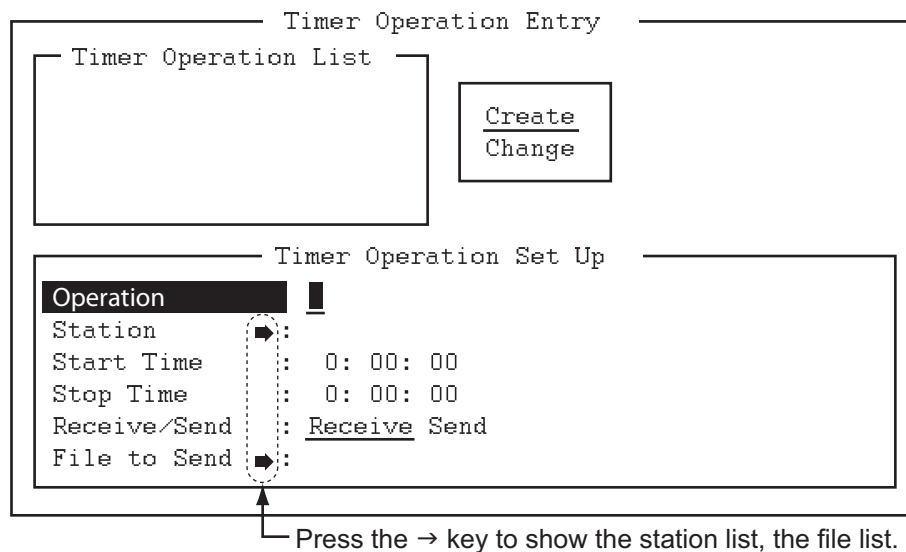 Timer Operation Entry
Timer Operation List
Create
Change
Timer Operation Set Up
Operation
Station ➡:
Start Time : 0: 00: 00
Stop Time : 0: 00: 00
Receive/Send : Receive Send
File to Send ➡:
Press the → key to show the station list, the file list.